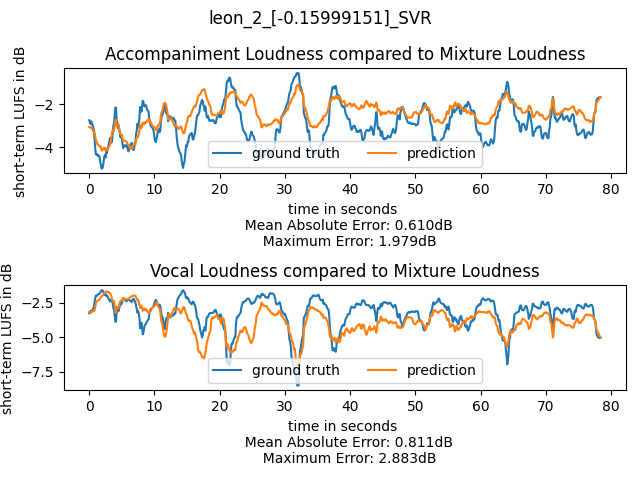 leon_2_[-0.15999151]_SVR
Accompaniment Loudness compared to Mixture Loudness
short-term LUFS in dB
−2
−4
ground truth
prediction
0 10 20 30 40 50 60 70 80
time in seconds
Mean Absolute Error: 0.610dB
Maximum Error: 1.979dB
Vocal Loudness compared to Mixture Loudness
short-term LUFS in dB
−2.5
−5.0
−7.5
ground truth
prediction
0 10 20 30 40 50 60 70 80
time in seconds
Mean Absolute Error: 0.811dB
Maximum Error: 2.883dB